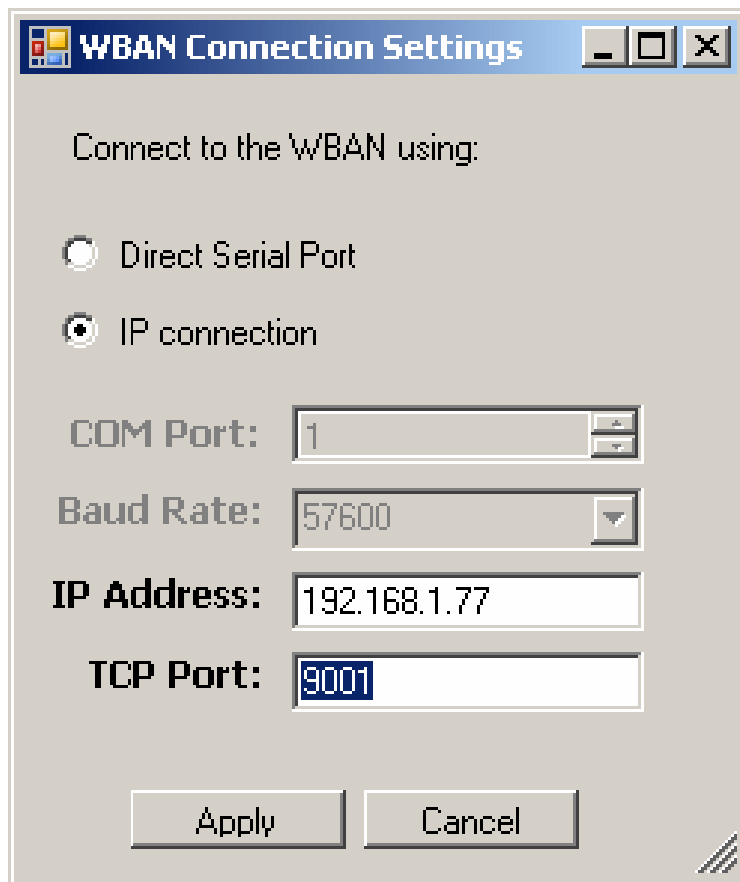 WBAN Connection Settings
Connect to the WBAN using:
Direct Serial Port
IP connection
COM Port: 1
Baud Rate: 57600
IP Address: 192.168.1.77
TCP Port: 9001
Apply Cancel